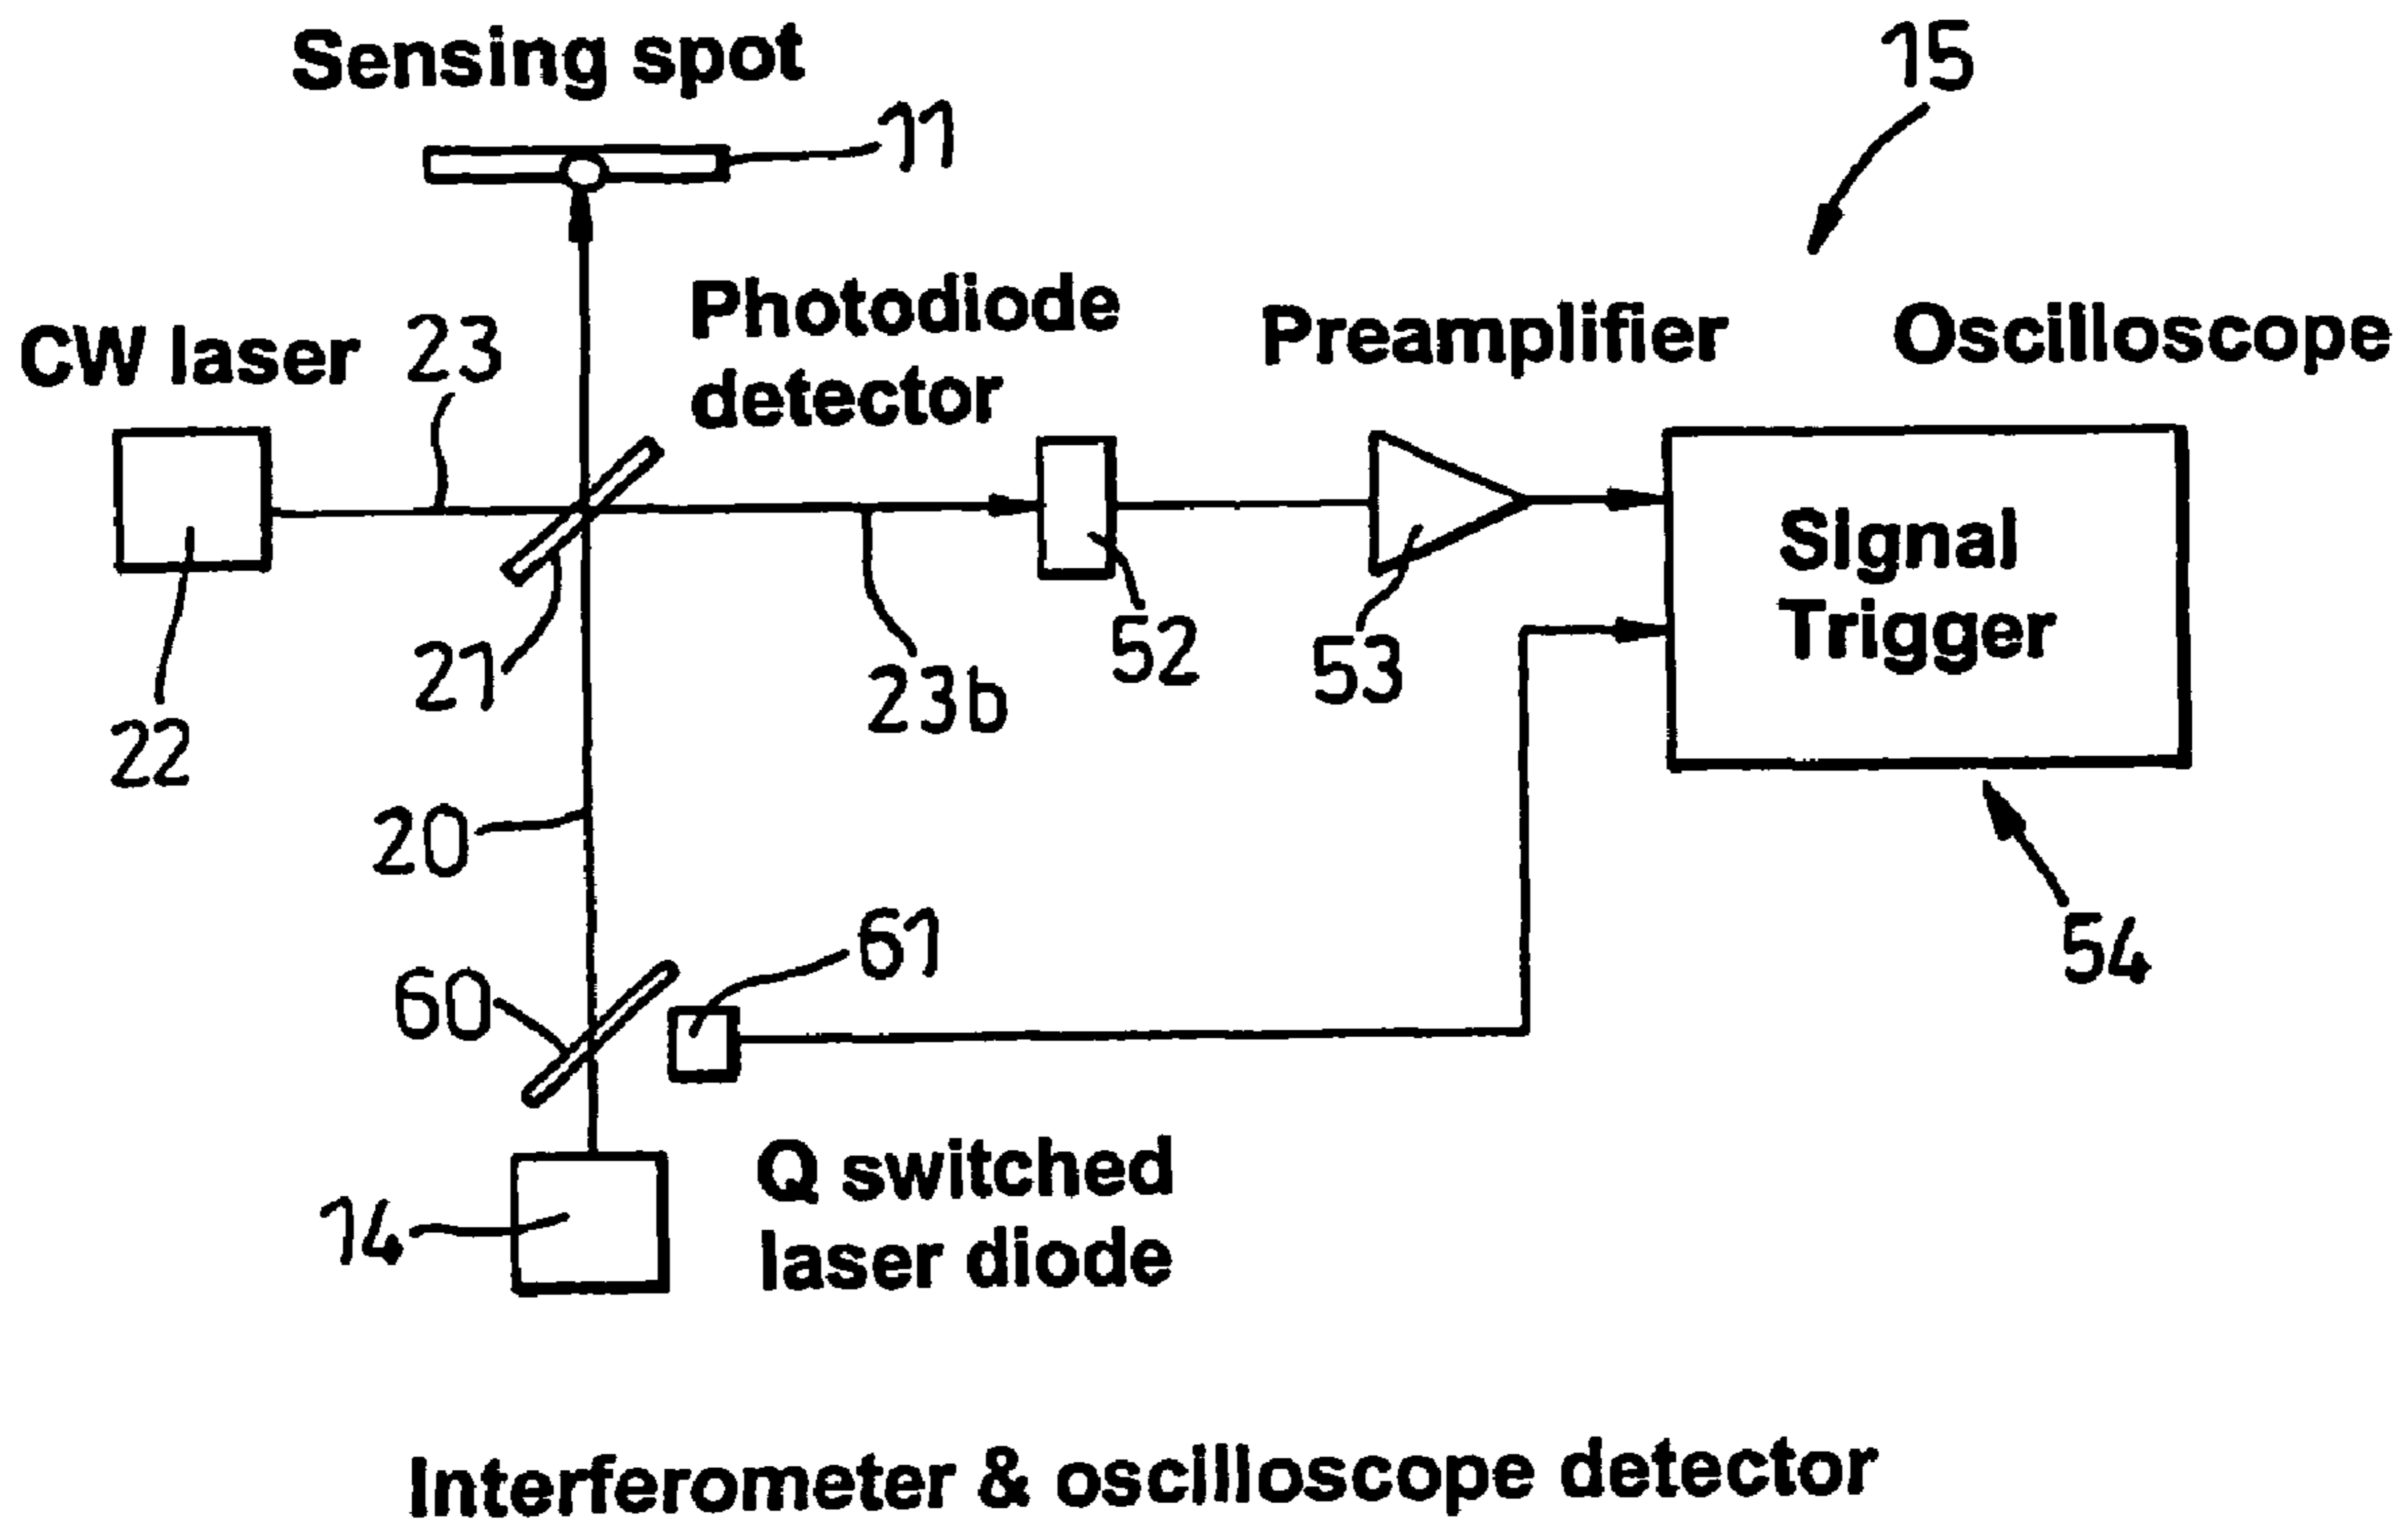 Sensing spot
15
11
Photodiode
detector
Preamplifier
Oscilloscope
CW laser
23
Signal
Trigger
21
22
23b
52
53
20
54
60
61
Q switched
laser diode
14
Interferometer & oscilloscope detector